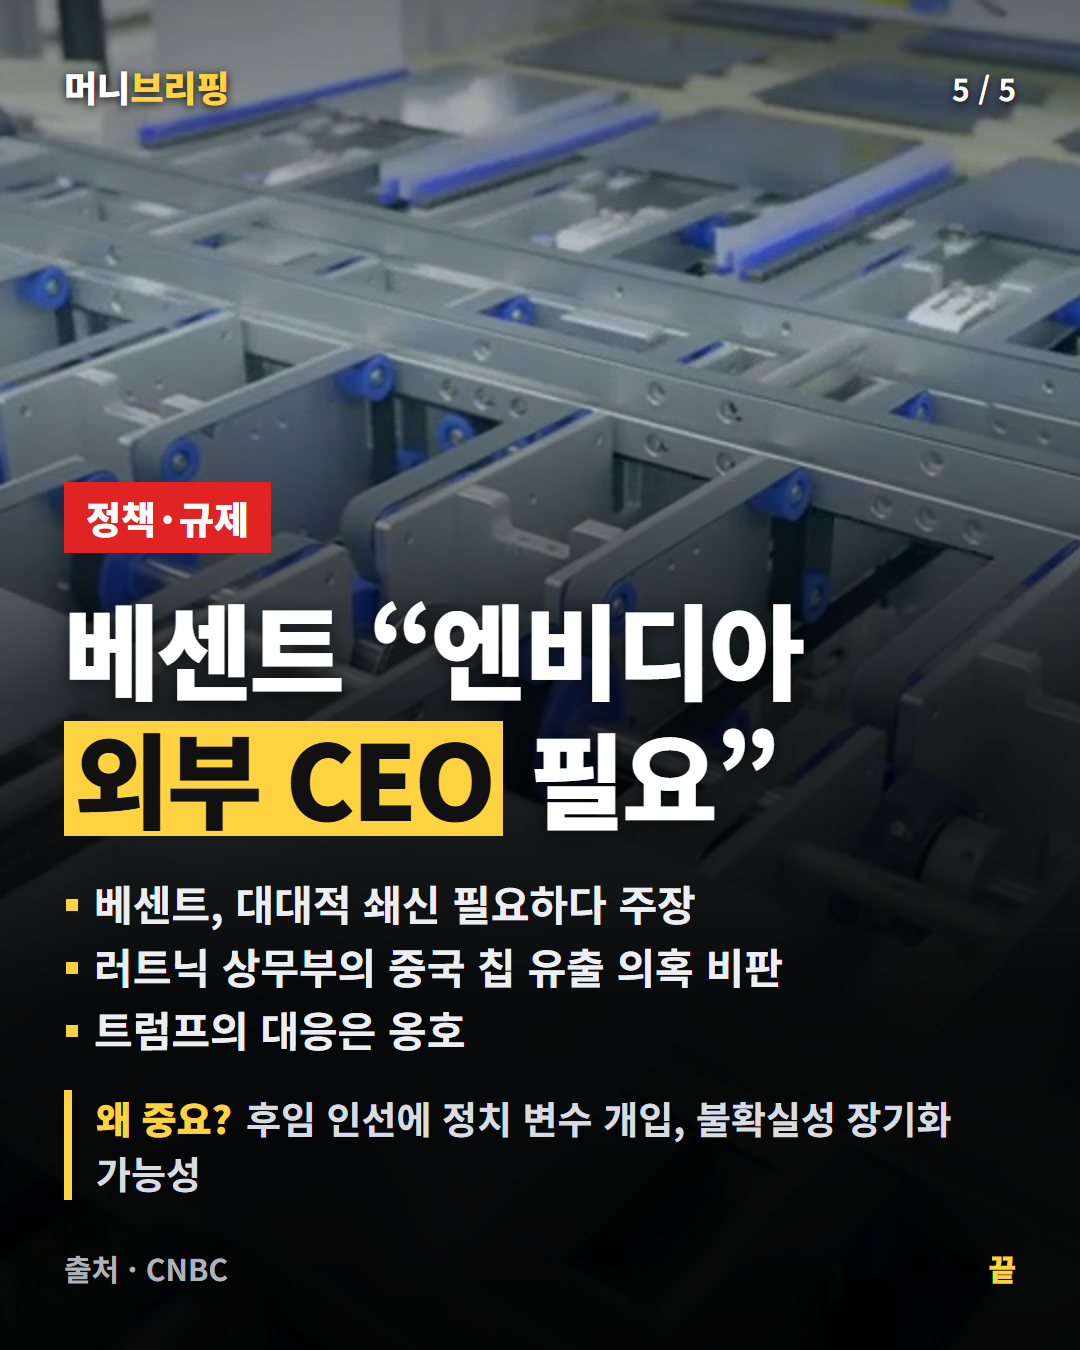 머니브리핑
5 / 5
정책·규제
베센트 “엔비디아
외부 CEO 필요”
베센트, 대대적 쇄신 필요하다 주장
러트닉 상무부의 중국 칩 유출 의혹 비판
트럼프의 대응은 옹호
왜 중요? 후임 인선에 정치 변수 개입, 불확실성 장기화
가능성
출처 · CNBC
끝